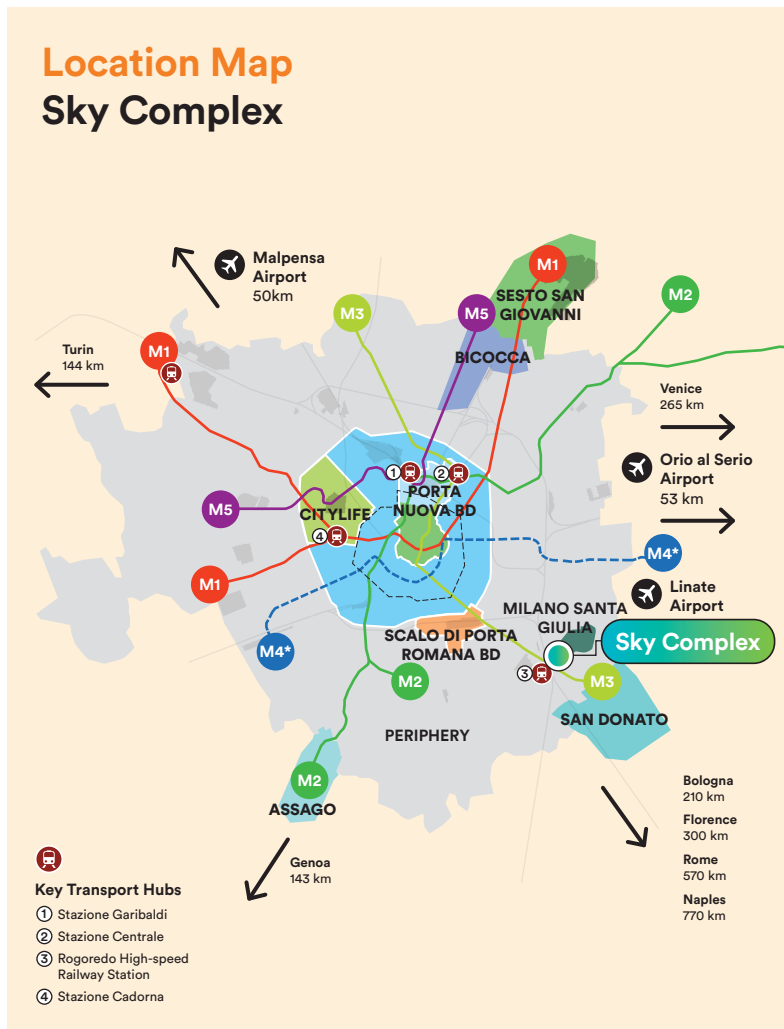 Location Map
Sky Complex
Malpensa
Airport
50km
M1
M2
SESTO SAN
GIOVANNI
M3
M5
BICOCCA
M1
Turin
144 km
Venice
265 km
Orio al Serio
Airport
53 km
1
2
PORTA
NUOVA BD
CITYLIFE
M5
4
M4*
M1
Linate
Airport
MILANO SANTA
GIULIA
Sky Complex
SCALO DI PORTA
ROMANA BD
M4*
M2
3
M3
SAN DONATO
PERIPHERY
M2
ASSAGO
Bologna
210 km
Florence
300 km
Rome
570 km
Naples
770 km
Genoa
143 km
Key Transport Hubs
1 Stazione Garibaldi
2 Stazione Centrale
3 Rogoredo High-speed
Railway Station
4 Stazione Cadorna